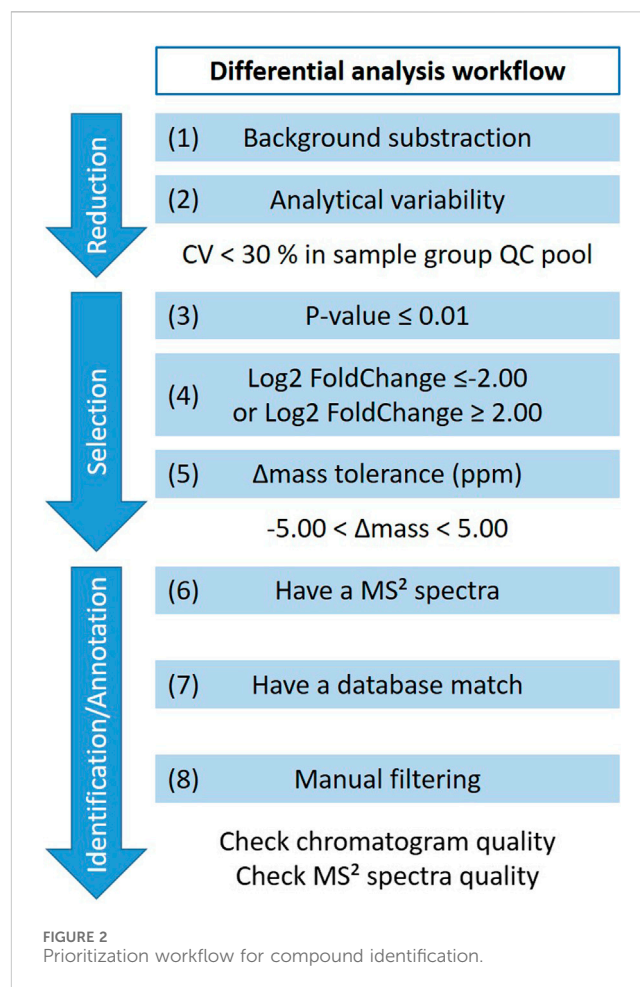 Differential analysis workflow
Reduction
(1) Background substraction
(2) Analytical variability
CV < 30 % in sample group QC pool
Selection
(3) P-value ≤ 0.01
(4) Log2 FoldChange ≤-2.00
or Log2 FoldChange ≥ 2.00
(5) Δmass tolerance (ppm)
-5.00 < Δmass < 5.00
Identification/Annotation
(6) Have a MS² spectra
(7) Have a database match
(8) Manual filtering
Check chromatogram quality
Check MS² spectra quality
FIGURE 2
Prioritization workflow for compound identification.